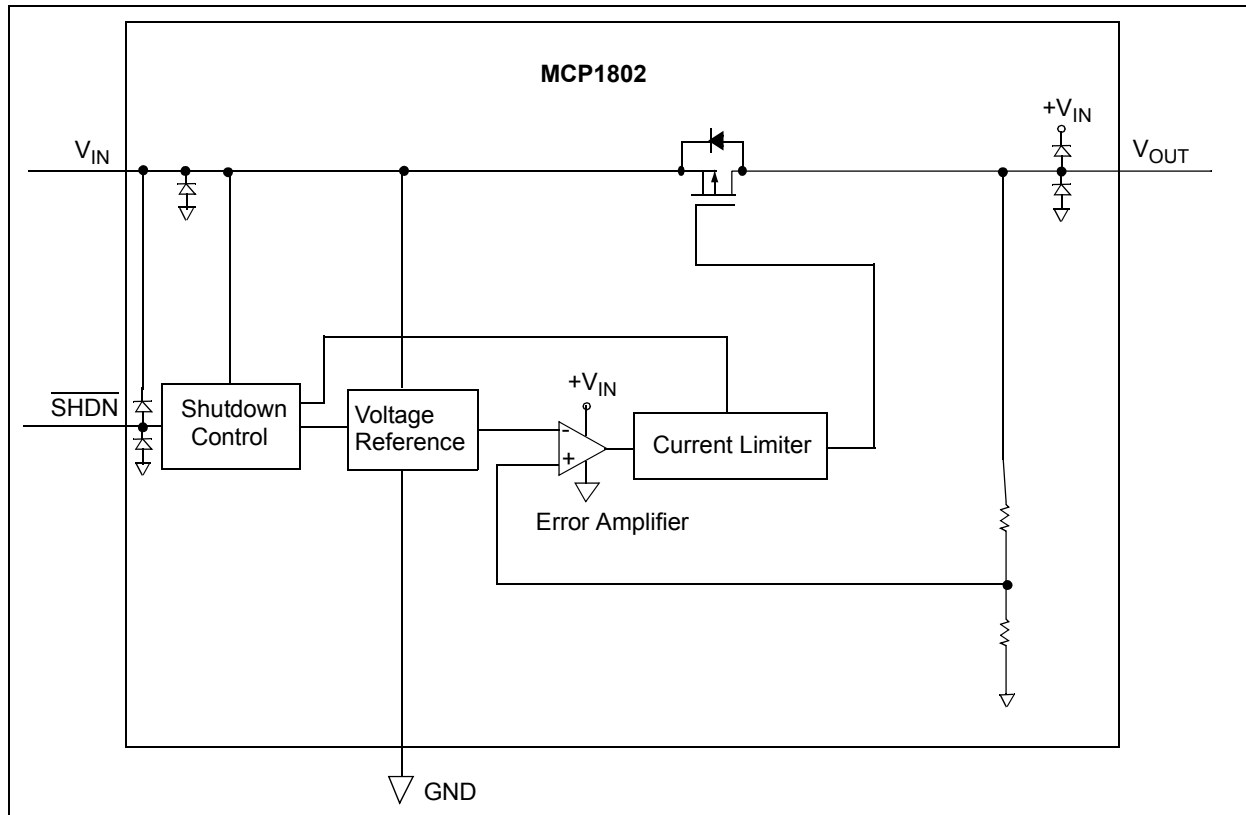 MCP1802
+VIN
VIN
VOUT
SHDN
Shutdown
Control
Voltage
Reference
+VIN
-
+
Current Limiter
Error Amplifier
GND